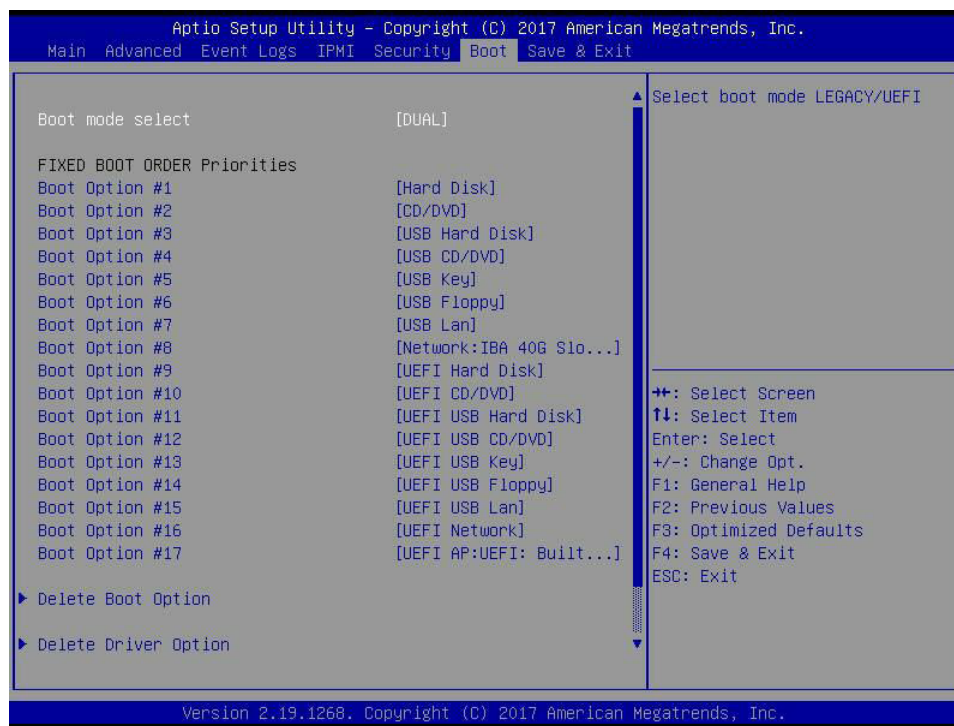 Aptio Setup Utility – Copyright (C) 2017 American Megatrends, Inc.
Main Advanced Event Logs IPMI Security Boot Save & Exit
Boot mode select [DUAL]
FIXED BOOT ORDER Priorities
Boot Option #1 [Hard Disk]
Boot Option #2 [CD/DVD]
Boot Option #3 [USB Hard Disk]
Boot Option #4 [USB CD/DVD]
Boot Option #5 [USB Key]
Boot Option #6 [USB Floppy]
Boot Option #7 [USB Lan]
Boot Option #8 [Network:IBA 40G Slo...]
Boot Option #9 [UEFI Hard Disk]
Boot Option #10 [UEFI CD/DVD]
Boot Option #11 [UEFI USB Hard Disk]
Boot Option #12 [UEFI USB CD/DVD]
Boot Option #13 [UEFI USB Key]
Boot Option #14 [UEFI USB Floppy]
Boot Option #15 [UEFI USB Lan]
Boot Option #16 [UEFI Network]
Boot Option #17 [UEFI AP:UEFI: Built...]
Delete Boot Option
Delete Driver Option
Select boot mode LEGACY/UEFI
→←: Select Screen
↑↓: Select Item
Enter: Select
+/-: Change Opt.
F1: General Help
F2: Previous Values
F3: Optimized Defaults
F4: Save & Exit
ESC: Exit
Version 2.19.1268. Copyright (C) 2017 American Megatrends, Inc.